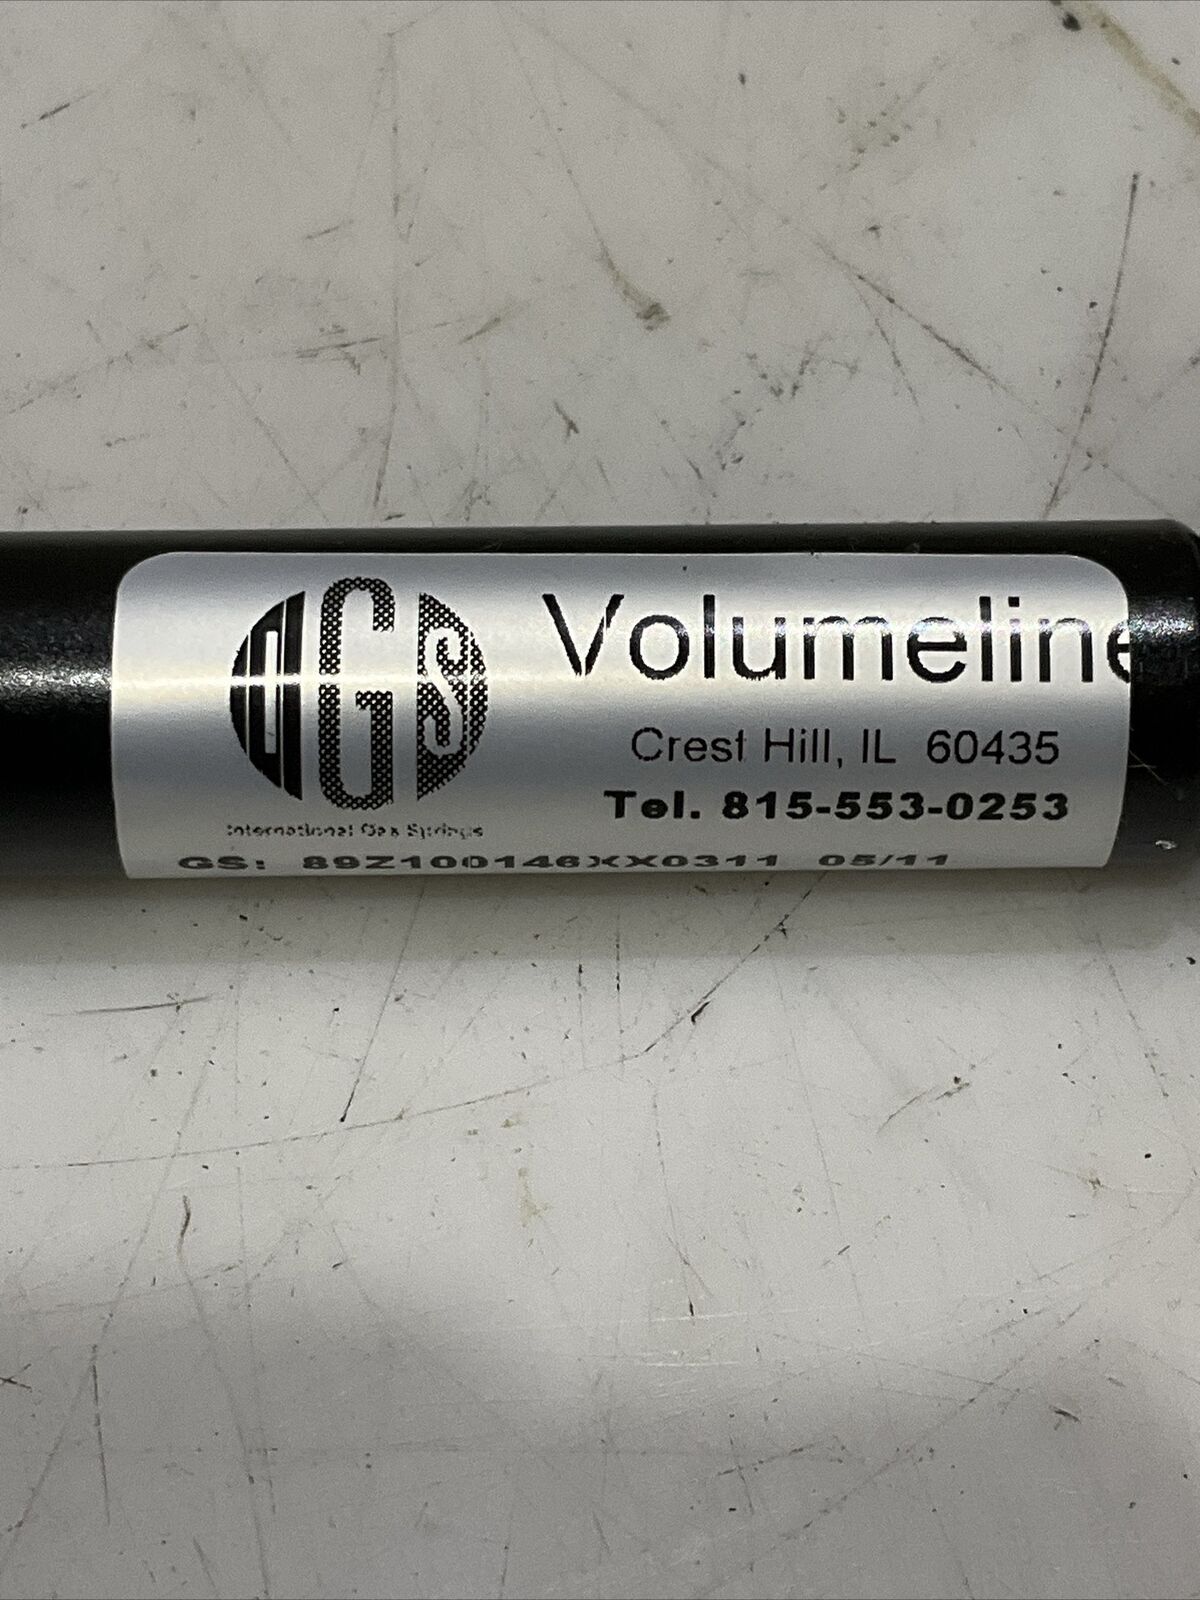 IGS
Volumeline
Crest Hill, IL 60435
Tel. 815-553-0253
International Gas Springs
GS: 89Z100146XX0311 05/11